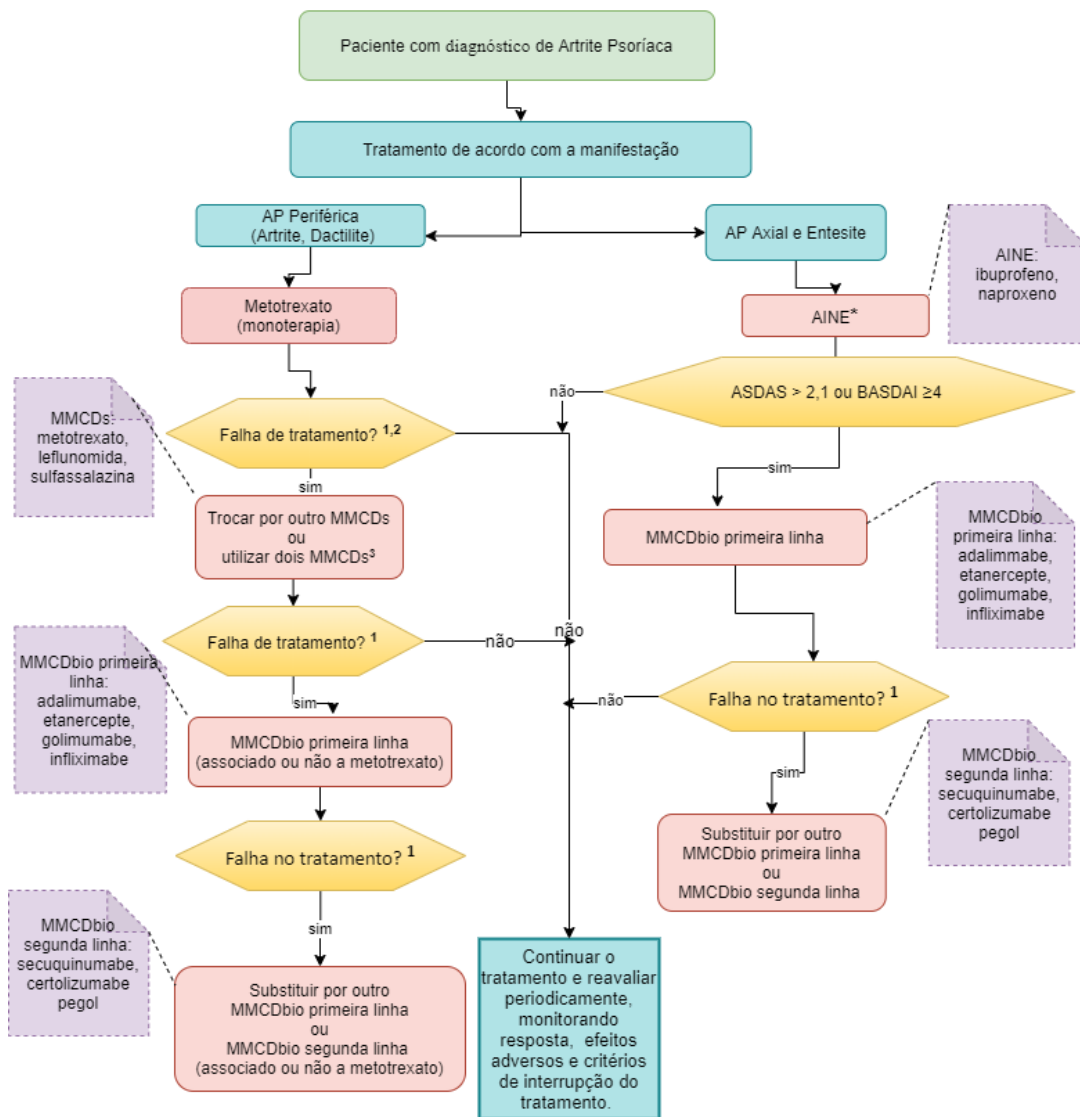 Paciente com diagnóstico de Artrite Psoríaca
Tratamento de acordo com a manifestação
AP Periférica
(Artrite, Dactilite)
AP Axial e Entesite
AINE:
ibuprofeno,
naproxeno
Metotrexato
(monoterapia)
AINE*
não
ASDAS > 2,1 ou BASDAI ≥4
MMCDs:
metotrexato,
leflunomida,
sulfassalazina
Falha de tratamento? 1,2
sim
sim
Trocar por outro MMCDs
ou
utilizar dois MMCDs³
MMCDbio primeira linha
MMCDbio
primeira linha:
adalimmabe,
etanercepte,
golimumabe,
infliximabe
Falha de tratamento? 1
não
não
MMCDbio primeira
linha:
adalimumabe,
etanercepte,
golimumabe,
infliximabe
sim
não
Falha no tratamento? 1
MMCDbio primeira linha
(associado ou não a metotrexato)
sim
MMCDbio
segunda linha:
secuquinumabe,
certolizumabe
pegol
Falha no tratamento? 1
Substituir por outro
MMCDbio primeira linha
ou
MMCDbio segunda linha
sim
MMCDbio
segunda linha:
secuquinumabe,
certolizumabe
pegol
Substituir por outro
MMCDbio primeira linha
ou
MMCDbio segunda linha
(associado ou não a metotrexato)
Continuar o
tratamento e reavaliar
periodicamente,
monitorando
resposta, efeitos
adversos e critérios
de interrupção do
tratamento.